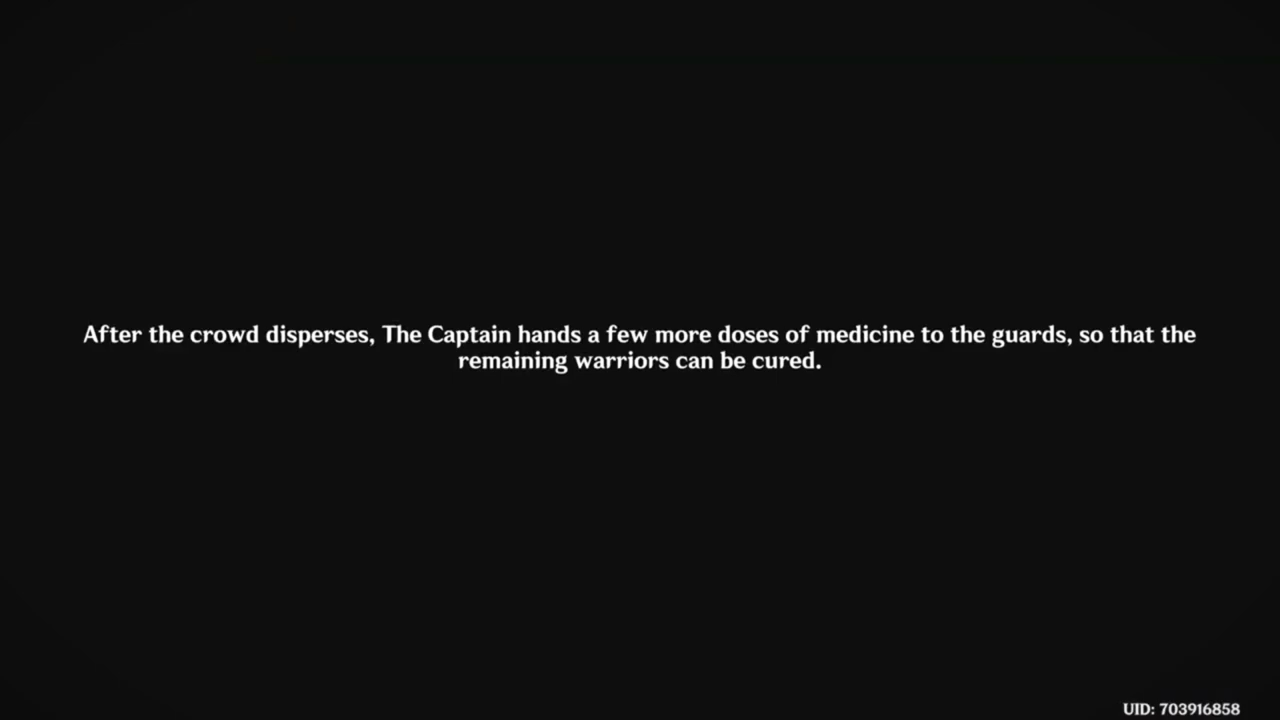 After the crowd disperses, The Captain hands a few more doses of medicine to the guards, so that the
remaining warriors can be cured.
UID: 703916858